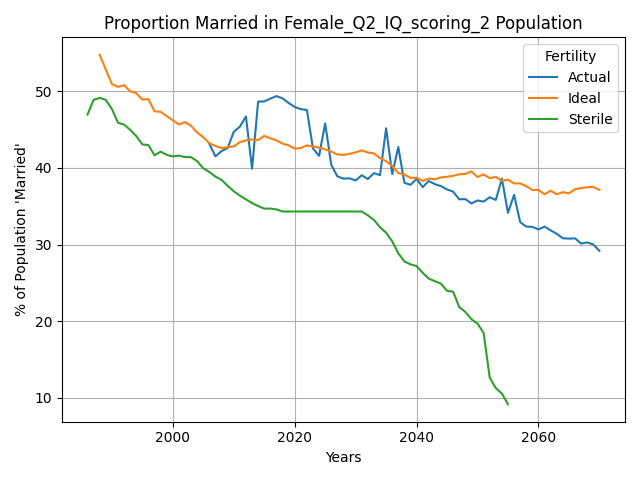 Proportion Married in Female_Q2_IQ_scoring_2 Population
Fertility
Actual
Ideal
Sterile
% of Population 'Married'
50
40
30
20
10
2000
2020
2040
2060
Years